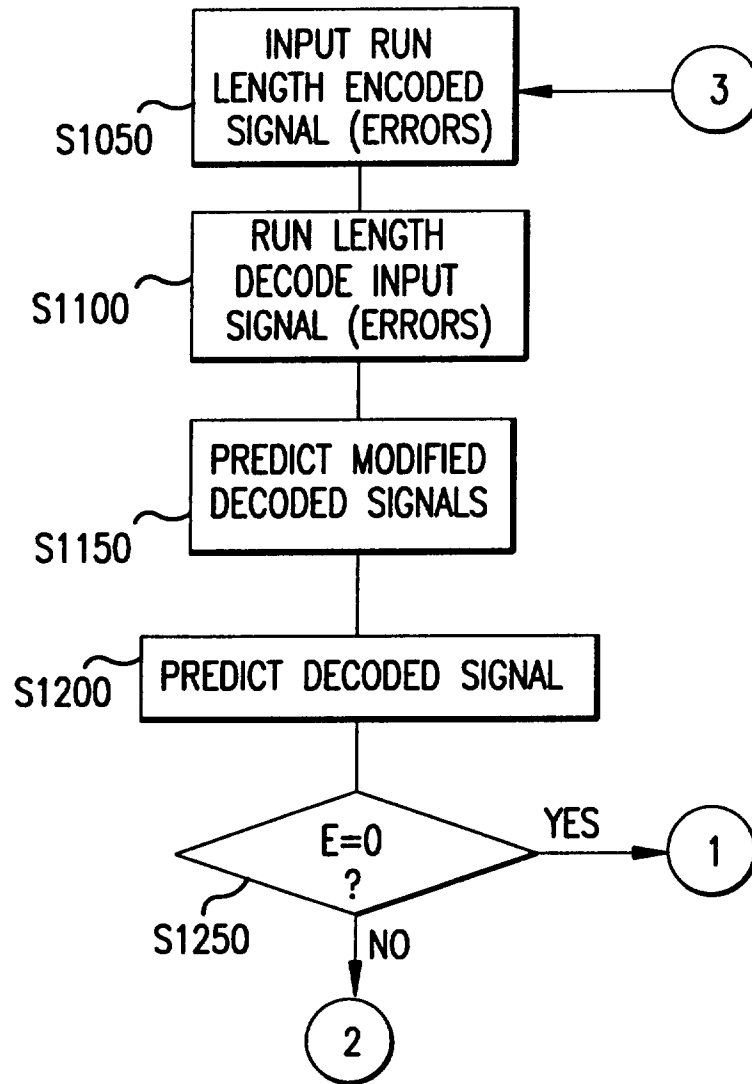 INPUT RUN
LENGTH ENCODED
SIGNAL (ERRORS)
3
S1050
RUN LENGTH
DECODE INPUT
SIGNAL (ERRORS)
S1100
PREDICT MODIFIED
DECODED SIGNALS
S1150
PREDICT DECODED SIGNAL
S1200
E=0
?
YES
1
S1250
NO
2